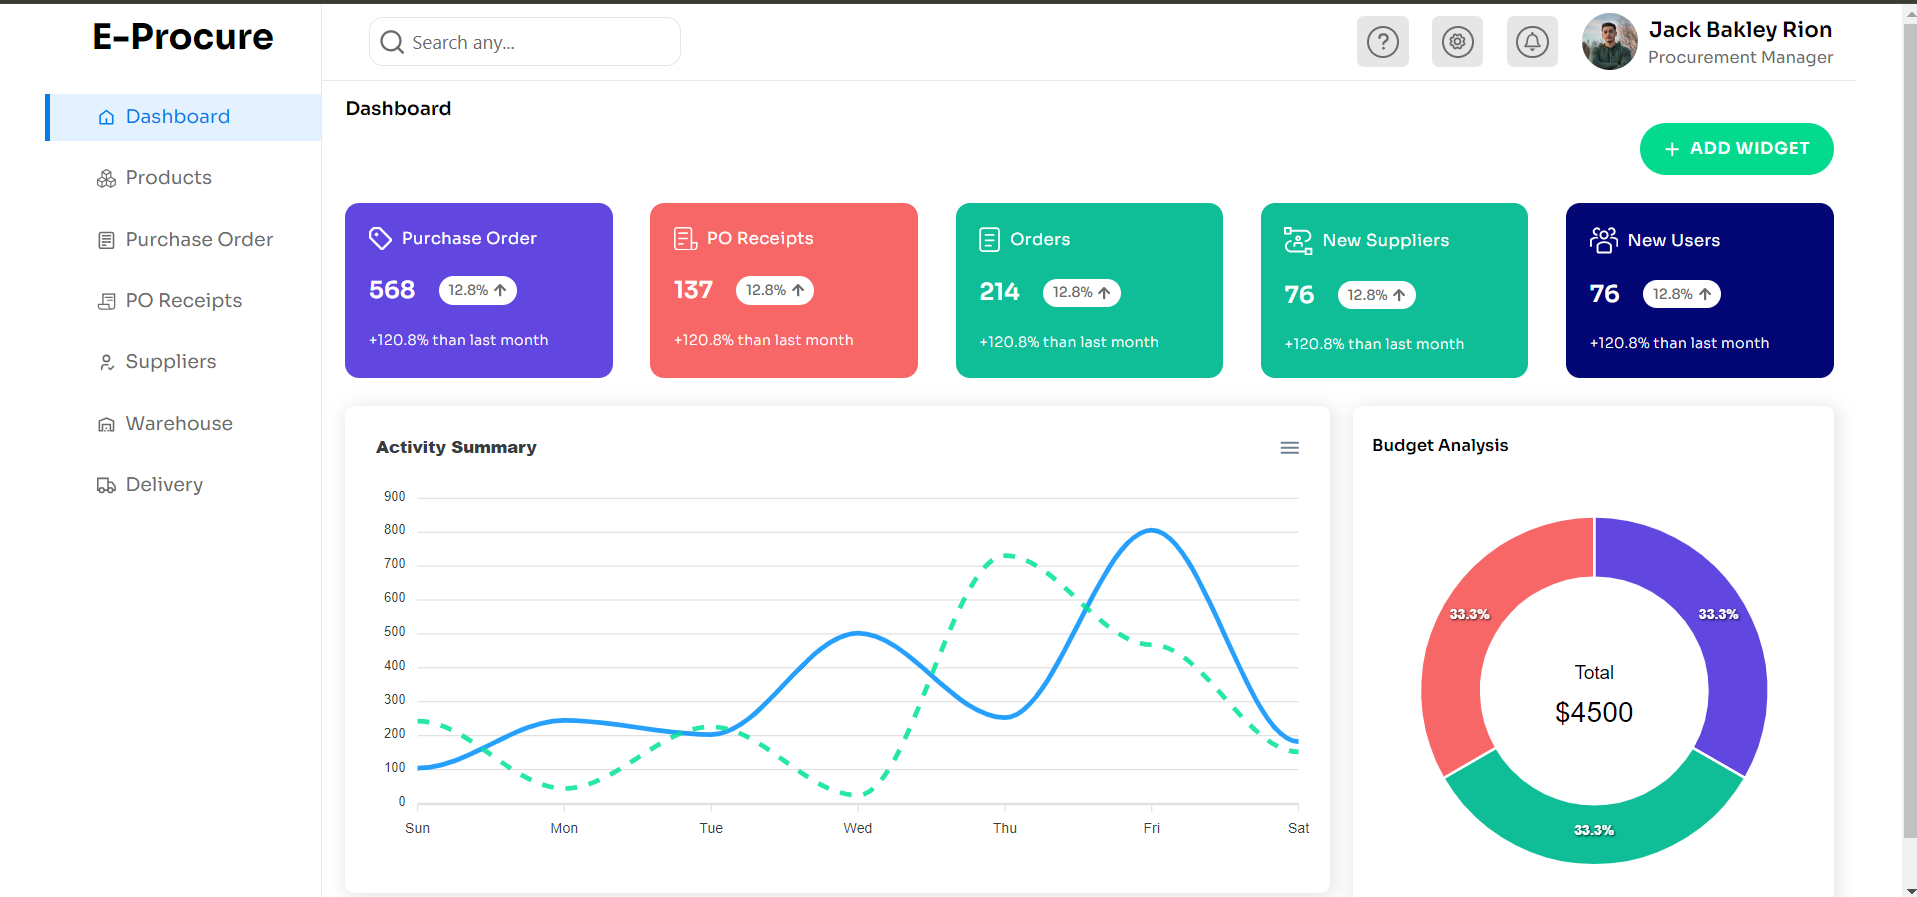 E-Procure
Search any...
?
Jack Bakley Rion
Procurement Manager
Dashboard
Products
Purchase Order
PO Receipts
Suppliers
Warehouse
Delivery
Dashboard
+ ADD WIDGET
Purchase Order
568 12.8%
+120.8% than last month
PO Receipts
137 12.8%
+120.8% than last month
Orders
214 12.8%
+120.8% than last month
New Suppliers
76 12.8%
+120.8% than last month
New Users
76 12.8%
+120.8% than last month
Activity Summary
900
800
700
600
500
400
300
200
100
0
Sun Mon Tue Wed Thu Fri Sat
Budget Analysis
33.3% 33.3%
Total
$4500
33.3%